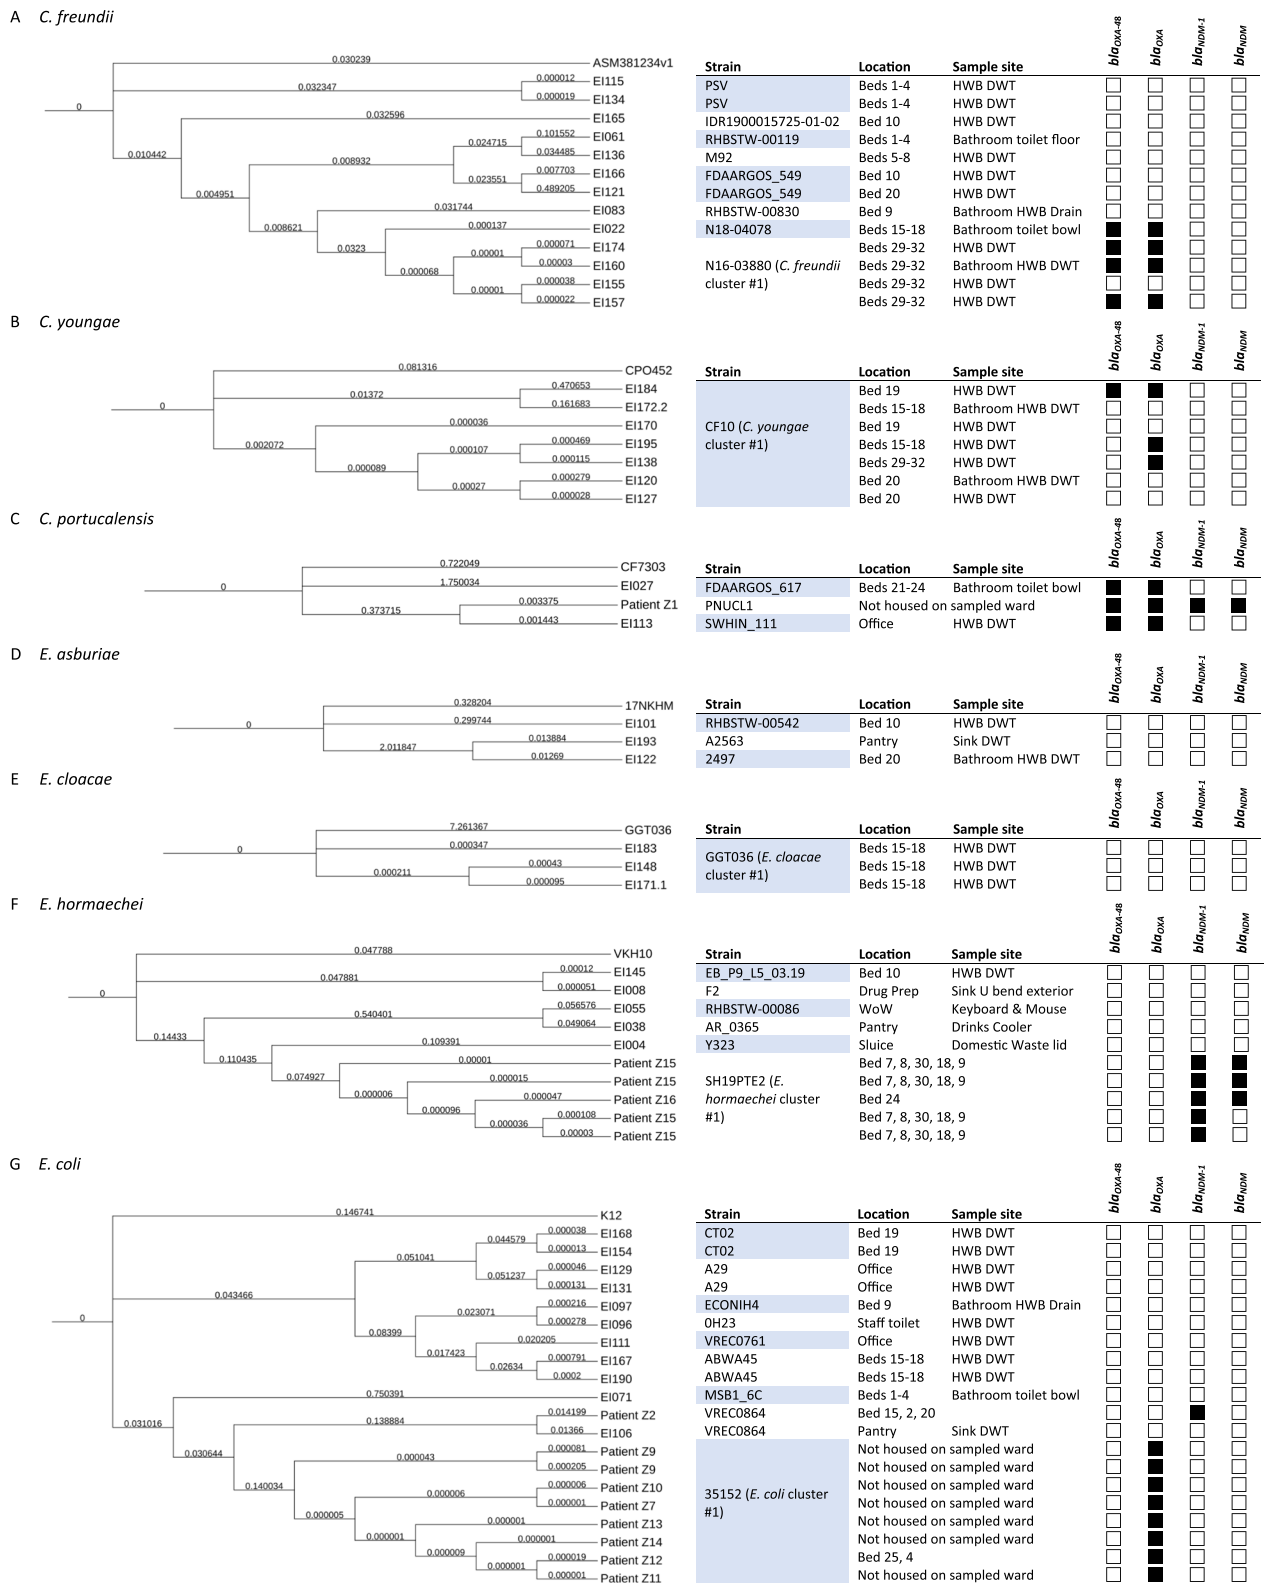 A C. freundii
blaOXA-48 blaOXA blaNDM-1 blaNDM
Strain Location Sample site
0
0.030239 ASM381234v1
0.032347
0.000012 EI115 PSV Beds 1-4 HWB DWT
0.000019 EI134 PSV Beds 1-4 HWB DWT
0.010442
0.032596 EI165 IDR1900015725-01-02 Bed 10 HWB DWT
0.004951
0.008932
0.024715
0.101552 EI061 RHBSTW-00119 Beds 1-4 Bathroom toilet floor
0.034485 EI136 M92 Beds 5-8 HWB DWT
0.023551
0.007703 EI166 FDAARGOS_549 Bed 10 HWB DWT
0.489205 EI121 FDAARGOS_549 Bed 20 HWB DWT
0.008621
0.031744 EI083 RHBSTW-00830 Bed 9 Bathroom HWB Drain
0.0323
0.000137 EI022 N18-04078 Beds 15-18 Bathroom toilet bowl
0.000068
0.00001
0.000071 EI174 Beds 29-32 HWB DWT
0.00003 EI160 N16-03880 (C. freundii Beds 29-32 Bathroom HWB DWT
0.00001
0.000038 EI155 cluster #1) Beds 29-32 HWB DWT
0.000022 EI157 Beds 29-32 HWB DWT
B C. youngae
blaOXA-48 blaOXA blaNDM-1 blaNDM
Strain Location Sample site
0
0.081316 CPO452
0.01372
0.470653 EI184 Bed 19 HWB DWT
0.161683 EI172.2 Beds 15-18 Bathroom HWB DWT
0.002072
0.000036 EI170 CF10 (C. youngae Bed 19 HWB DWT
0.000089
0.000107
0.000469 EI195 cluster #1) Beds 15-18 HWB DWT
0.000115 EI138 Beds 29-32 HWB DWT
0.00027
0.000279 EI120 Bed 20 Bathroom HWB DWT
0.000028 EI127 Bed 20 HWB DWT
C C. portucalensis
blaOXA-48 blaOXA blaNDM-1 blaNDM
Strain Location Sample site
0
0.722049 CF7303
1.750034 EI027 FDAARGOS_617 Beds 21-24 Bathroom toilet bowl
0.373715
0.003375 Patient Z1 PNUCL1 Not housed on sampled ward
0.001443 EI113 SWHIN_111 Office HWB DWT
D E. asburiae
blaOXA-48 blaOXA blaNDM-1 blaNDM
Strain Location Sample site
0
0.328204 17NKHM
0.299744 EI101 RHBSTW-00542 Bed 10 HWB DWT
2.011847
0.013884 EI193 A2563 Pantry Sink DWT
0.01269 EI122 2497 Bed 20 Bathroom HWB DWT
E E. cloacae
blaOXA-48 blaOXA blaNDM-1 blaNDM
Strain Location Sample site
0
7.261367 GGT036
0.000347 EI183 GGT036 (E. cloacae Beds 15-18 HWB DWT
0.000211
0.00043 EI148 cluster #1) Beds 15-18 HWB DWT
0.000095 EI171.1 Beds 15-18 HWB DWT
F E. hormaechei
blaOXA-48 blaOXA blaNDM-1 blaNDM
Strain Location Sample site
0
0.047788 VKH10
0.047881
0.00012 EI145 EB_P9_L5_03.19 Bed 10 HWB DWT
0.000051 EI008 F2 Drug Prep Sink U bend exterior
0.14433
0.540401
0.056576 EI055 RHBSTW-00086 WoW Keyboard & Mouse
0.049064 EI038 AR_0365 Pantry Drinks Cooler
0.110435
0.109391 EI004 Y323 Sluice Domestic Waste lid
0.074927
0.00001 Patient Z15 Bed 7, 8, 30, 18, 9
0.000006
0.000015 Patient Z15 SH19PTE2 (E. Bed 7, 8, 30, 18, 9
0.000096
0.000047 Patient Z16 hormaechei cluster Bed 24
0.000036
0.000108 Patient Z15 #1) Bed 7, 8, 30, 18, 9
0.00003 Patient Z15 Bed 7, 8, 30, 18, 9
G E. coli
blaOXA-48 blaOXA blaNDM-1 blaNDM
Strain Location Sample site
0
0.146741 K12
0.043466
0.051041
0.044579
0.000038 EI168 CT02 Bed 19 HWB DWT
0.000013 EI154 CT02 Bed 19 HWB DWT
0.051237
0.000046 EI129 A29 Office HWB DWT
0.000131 EI131 A29 Office HWB DWT
0.08399
0.023071
0.000216 EI097 ECONIH4 Bed 9 Bathroom HWB Drain
0.000278 EI096 0H23 Staff toilet HWB DWT
0.017423
0.020205 EI111 VREC0761 Office HWB DWT
0.02634
0.000791 EI167 ABWA45 Beds 15-18 HWB DWT
0.0002 EI190 ABWA45 Beds 15-18 HWB DWT
0.031016
0.750391 EI071 MSB1_6C Beds 1-4 Bathroom toilet bowl
0.030644
0.138884
0.014199 Patient Z2 VREC0864 Bed 15, 2, 20
0.01366 EI106 VREC0864 Pantry Sink DWT
0.140034
0.000043
0.000081 Patient Z9 Not housed on sampled ward
0.000205 Patient Z9 Not housed on sampled ward
0.000005
0.000006
0.000006 Patient Z10 Not housed on sampled ward
0.000001 Patient Z7 35152 (E. coli cluster Not housed on sampled ward
0.000001
0.000001 Patient Z13 #1) Not housed on sampled ward
0.000009
0.000001 Patient Z14 Not housed on sampled ward
0.000001
0.000019 Patient Z12 Bed 25, 4
0.000001 Patient Z11 Not housed on sampled ward